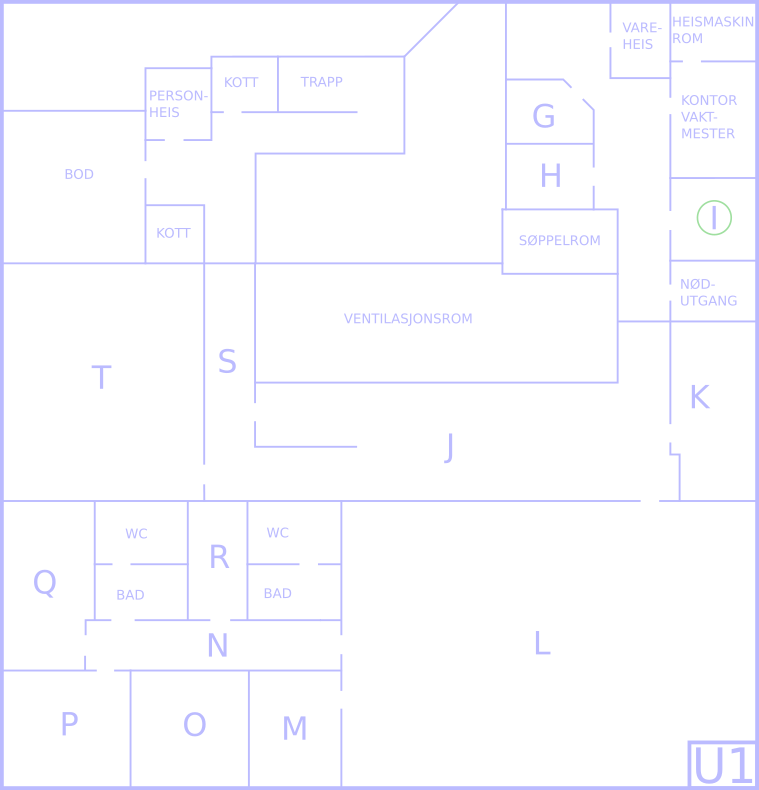 VARE-
HEIS
HEISMASKIN
ROM
KOTT
TRAPP
PERSON-
HEIS
KONTOR
VAKT-
MESTER
G
BOD
H
I
KOTT
SØPPELROM
NØD-
UTGANG
VENTILASJONSROM
S
T
K
J
WC
WC
R
Q
BAD
BAD
N
L
P
O
M
U1